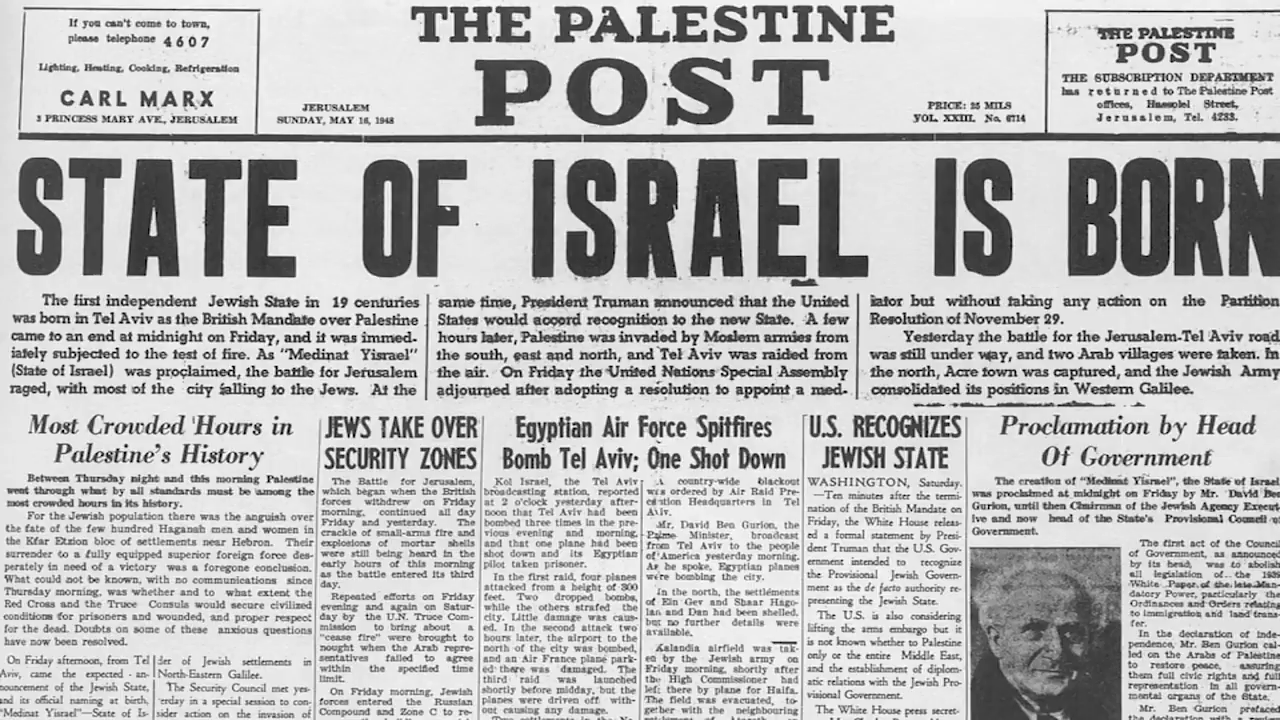 If you can't come to town,
please telephone 4607
Lighting, Heating, Cooking, Refrigeration
CARL MARX
3 PRINCESS MARY AVE., JERUSALEM
JERUSALEM
SUNDAY, MAY 16, 1948
THE PALESTINE
POST
PRICE: 25 MILS
VOL. XXIII. No. 6714
THE PALESTINE
POST
THE SUBSCRIPTION DEPARTMENT
has returned to The Palestine Post
offices, Hassolel Street,
Jerusalem, Tel. 4233.
STATE OF ISRAEL IS BORN
The first independent Jewish State in 19 centuries
was born in Tel Aviv as the British Mandate over Palestine
came to an end at midnight on Friday, and it was immed-
iately subjected to the test of fire. As "Medinat Yisrael"
(State of Israel) was proclaimed, the battle for Jerusalem
raged, with most of the city falling to the Jews. At the
same time, President Truman announced that the United
States would accord recognition to the new State. A few
hours later, Palestine was invaded by Moslem armies from
the south, east and north, and Tel Aviv was raided from
the air. On Friday the United Nations Special Assembly
adjourned after adopting a resolution to appoint a med-
iator but without taking any action on the Partition
Resolution of November 29.
Yesterday the battle for the Jerusalem-Tel Aviv road
was still under way, and two Arab villages were taken. In
the north, Acre town was captured, and the Jewish Army
consolidated its positions in Western Galilee.
Most Crowded Hours in
Palestine's History
Between Thursday night and this morning Palestine
went through what by all standards must be among the
most crowded hours in its history.
For the Jewish population there was the anguish over
the fate of the few hundred Haganah men and women in
the Kfar Etzion bloc of settlements near Hebron. Their
surrender to a fully equipped superior foreign force des-
perately in need of a victory was a foregone conclusion.
What could not be known, with no communications since
Thursday morning, was whether and to what extent the
Red Cross and the Truce Consuls would secure civilized
conditions for prisoners and wounded, and proper respect
for the dead. Doubts on some of these anxious questions
have now been resolved.
On Friday afternoon, from Tel
Aviv, came the expected an-
nouncement of the Jewish State,
and its official naming at birth,
"Medinat Yisrael"—State of Is-
der of Jewish settlements in
North-Eastern Galilee.
The Security Council met yes-
terday in a special session to con-
sider action on the invasion of
JEWS TAKE OVER
SECURITY ZONES
The Battle for Jerusalem,
which began when the British
forces withdrew on Friday
morning, continued all day
Friday and yesterday. The
crackle of small-arms fire and
explosions of mortar shells
were still being heard in the
early hours of this morning
as the battle entered its third
day.
Repeated efforts on Friday
evening and again on Satur-
day by the U.N. Truce Com-
mission to bring about a
"cease fire" were brought to
nought when the Arab repre-
sentatives failed to agree
within the specified time
limit.
On Friday morning, Jewish
forces entered the Russian
Compound and Zone C to re-
Egyptian Air Force Spitfires
Bomb Tel Aviv; One Shot Down
Kol Israel, the Tel Aviv
broadcasting station, reported
at 2 o'clock yesterday after-
noon that Tel Aviv had been
bombed three times in the pre-
vious evening and morning,
and that one plane had been
shot down and its Egyptian
pilot taken prisoner.
In the first raid, four planes
attacked from a height of 300
feet. Two dropped bombs,
while the others strafed the
city. Little damage was caus-
ed. In the second attack two
hours later, the airport to the
north of the city was bombed,
and an Air France plane park-
ed there was damaged. The
third raid was launched
shortly before midday, but the
planes were driven off with-
out causing any damage.
A country-wide blackout
was ordered by Air Raid Pre-
vention Headquarters in Tel
Aviv.
Mr. David Ben Gurion, the
Prime Minister, broadcast
from Tel Aviv to the people
of America yesterday morning.
As he spoke, Egyptian planes
were bombing the city.
In the north, the settlements
of Ein Gev and Shaar Hago-
lan and Dan had been shelled,
but no further details were
available.
Kalandia airfield was tak-
en by the Jewish army on
Friday morning, shortly after
the High Commissioner had
left; there by plane for Haifa.
The field was evacuated, to-
gether with the neighbouring
U.S. RECOGNIZES
JEWISH STATE
WASHINGTON, Saturday.
—Ten minutes after the termi-
nation of the British Mandate on
Friday, the White House releas-
ed a formal statement by Presi-
dent Truman that the U.S. Gov-
ernment intended to recognize
the Provisional Jewish Govern-
ment as the de facto authority re-
presenting the Jewish State.
The U.S. is also considering
lifting the arms embargo but it
is not known whether to Palestine
only or the entire Middle East,
and the establishment of diplom-
atic relations with the Jewish Pro-
visional Government.
The White House press secret-
Proclamation by Head
Of Government
The creation of "Medinat Yisrael", the State of Israel
was proclaimed at midnight on Friday by Mr. David Ben
Gurion, until then Chairman of the Jewish Agency Execut-
ive and now head of the State's Provisional Council
Government.
The first act of the Council
of Government, as announced
by its head, was to abolish
all legislation of the 1939
White Paper of the late Man-
datory Power, particularly the
Ordinances and Orders relating
to immigration and land trans-
fer.
In the declaration of inde-
pendence, Mr. Ben Gurion cal-
led on the Arabs of Palestine
to restore peace, assuring
them full civic rights and full
representation in all govern-
mental organs of the State.
Mr. Ben Gurion prefaced